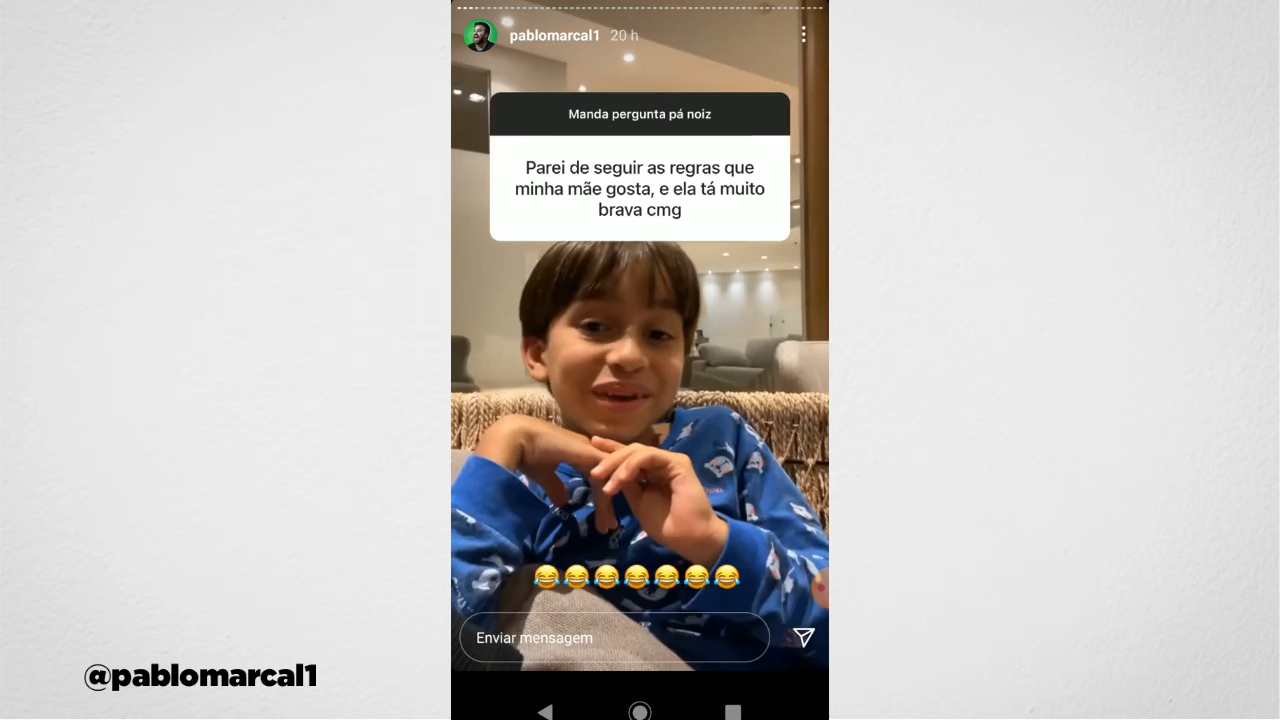 pablomarcal1 20 h
Manda pergunta pá noiz
Parei de seguir as regras que
minha mãe gosta, e ela tá muito
brava cmg
😂😂😂😂😂😂😂
Enviar mensagem
@pablomarcal1